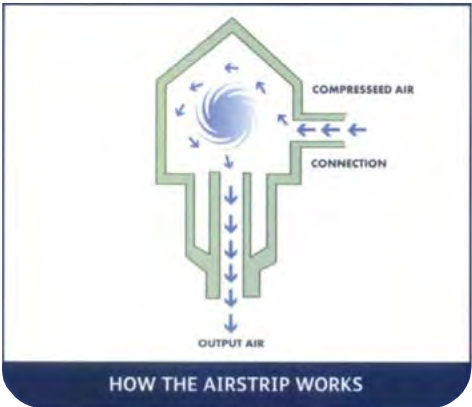 COMPRESSEED AIR
CONNECTION
OUTPUT AIR
HOW THE AIRSTRIP WORKS